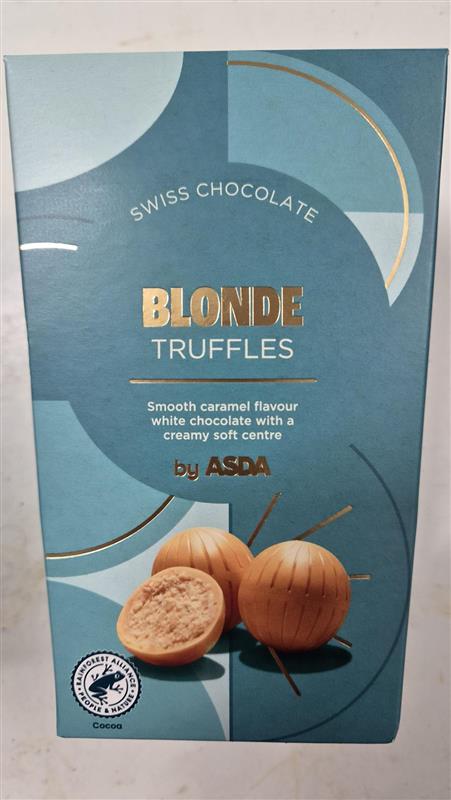 SWISS CHOCOLATE
BLONDE
TRUFFLES
Smooth caramel flavour
white chocolate with a
creamy soft centre
by ASDA
RAINFOREST ALLIANCE
PEOPLE & NATURE
Cocoa